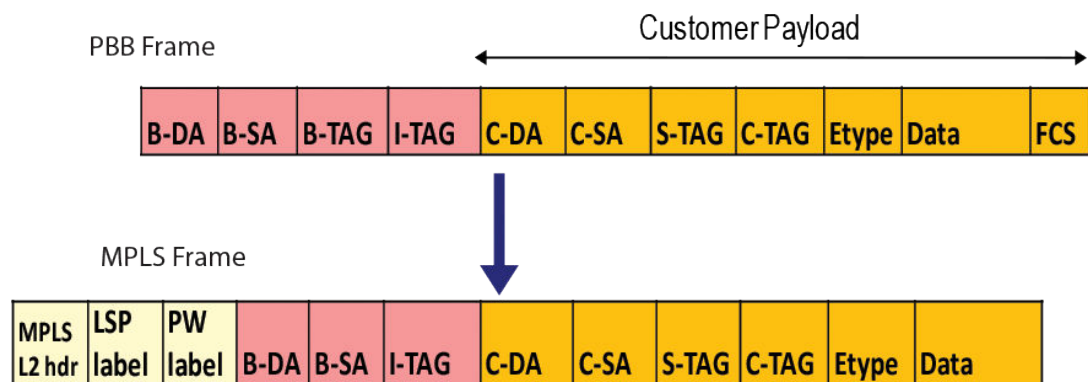 Customer Payload
PBB Frame
B-DA B-SA B-TAG I-TAG C-DA C-SA S-TAG C-TAG Etype Data FCS
MPLS Frame
MPLS L2 hdr LSP label PW label B-DA B-SA I-TAG C-DA C-SA S-TAG C-TAG Etype Data